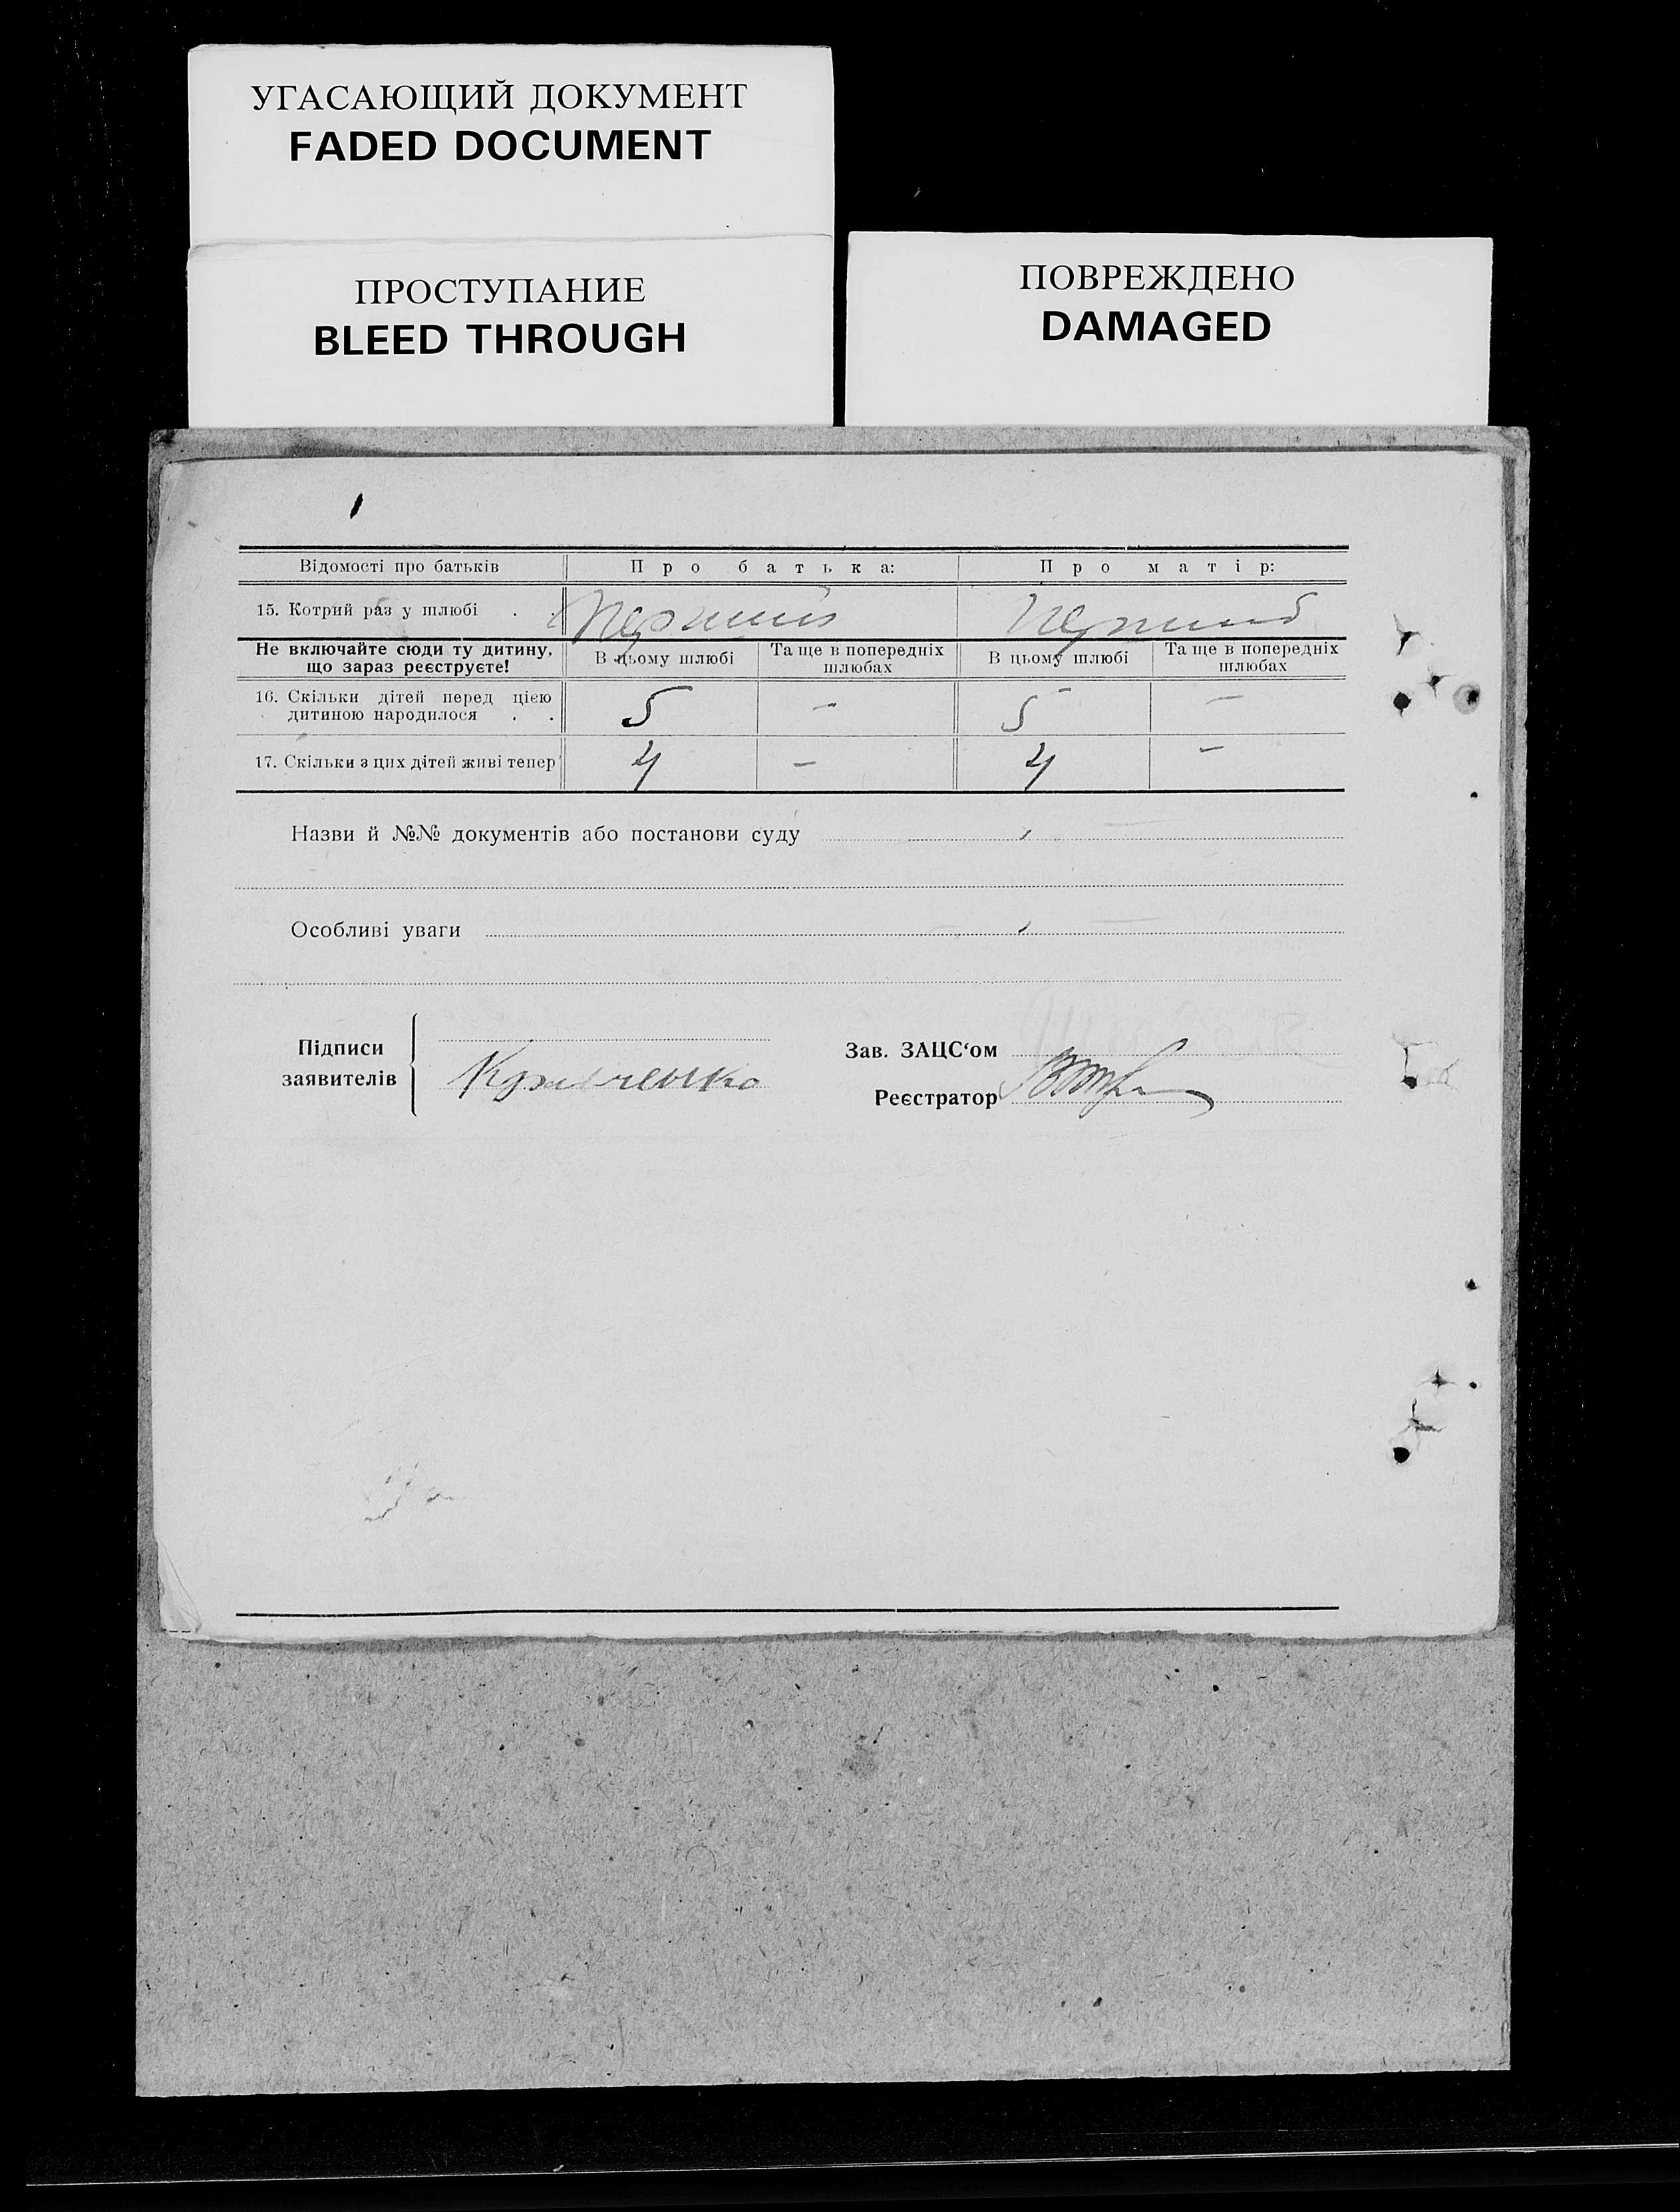 УГАСАЮЩИЙ ДОКУМЕНТ
FADED DOCUMENT
ПРОСТУПАНИЕ
BLEED THROUGH
ПОВРЕЖДЕНО
DAMAGED
Відомості про батьків Про батька: Про матір:
15. Котрий раз у шлюбі . . Перший Перший
Не включайте сюди ту дитину, що зараз реєструєте! В цьому шлюбі Та ще в попередніх шлюбах В цьому шлюбі Та ще в попередніх шлюбах
16. Скільки дітей перед цією
дитиною народилося . . 5 – 5 –
17. Скільки з цих дітей живі тепер 4 – 4 –
Назви й №№ документів або постанови суду
Особливі уваги
Підписи
заявителів
Зав. ЗАЦС‘ом
Реєстратор